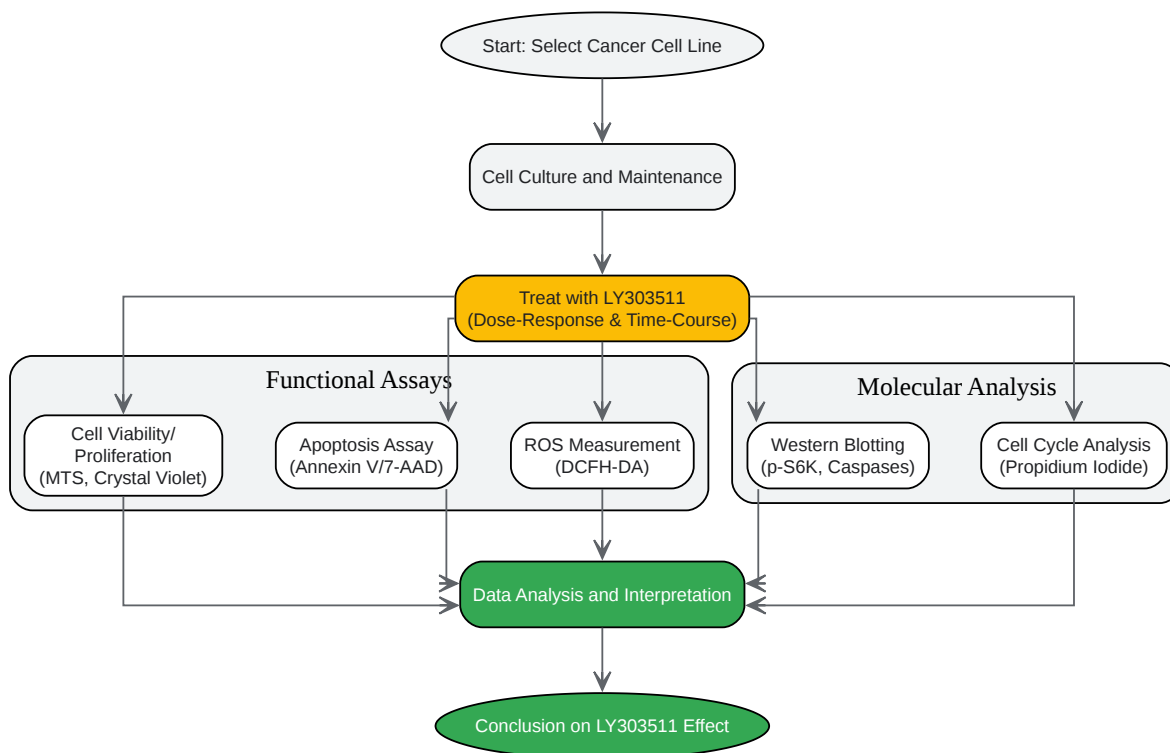 Start: Select Cancer Cell Line
Cell Culture and Maintenance
Treat with LY303511
(Dose-Response & Time-Course)
Functional Assays
Molecular Analysis
Cell Viability/
Proliferation
(MTS, Crystal Violet)
Apoptosis Assay
(Annexin V/7-AAD)
ROS Measurement
(DCFH-DA)
Western Blotting
(p-S6K, Caspases)
Cell Cycle Analysis
(Propidium Iodide)
Data Analysis and Interpretation
Conclusion on LY303511 Effect